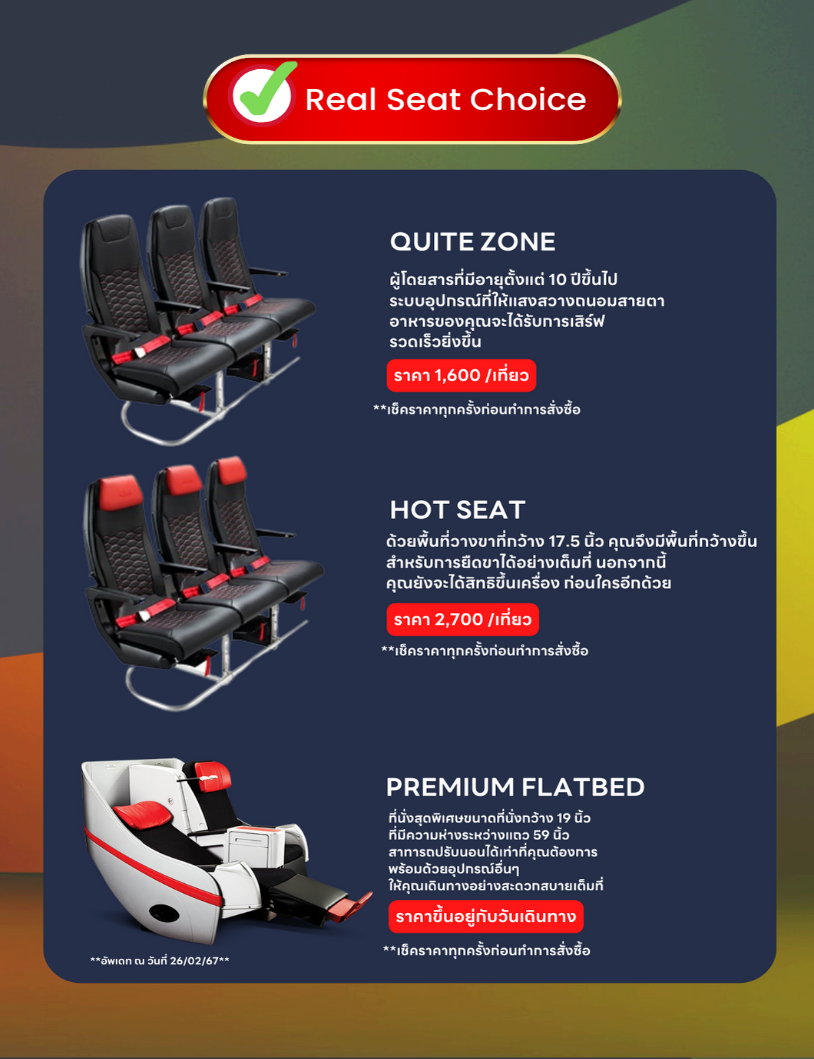 Real Seat Choice
QUITE ZONE
ผู้โดยสารที่มีอายุตั้งแต่ 10 ปีขึ้นไป
ระบบอุปกรณ์ที่ให้แสงสว่างถนอมสายตา
อาหารของคุณจะได้รับการเสิร์ฟ
รวดเร็วยิ่งขึ้น
ราคา 1,600 /เที่ยว
**เช็คราคาทุกครั้งก่อนทำการสั่งซื้อ
HOT SEAT
ด้วยพื้นที่วางขาที่กว้าง 17.5 นิ้ว คุณจึงมีพื้นที่กว้างขึ้น
สำหรับการยืดขาได้อย่างเต็มที่ นอกจากนี้
คุณยังจะได้สิทธิขึ้นเครื่อง ก่อนใครอีกด้วย
ราคา 2,700 /เที่ยว
**เช็คราคาทุกครั้งก่อนทำการสั่งซื้อ
PREMIUM FLATBED
ที่นั่งสุดพิเศษขนาดที่นั่งกว้าง 19 นิ้ว
ที่มีความห่างระหว่างแถว 59 นิ้ว
สาทารถปรับนอนได้เท่าที่คุณต้องการ
พร้อมด้วยอุปกรณ์อื่นๆ
ให้คุณเดินทางอย่างสะดวกสบายเต็มที่
ราคาขึ้นอยู่กับวันเดินทาง
**เช็คราคาทุกครั้งก่อนทำการสั่งซื้อ
**อัพเดท ณ วันที่ 26/02/67**